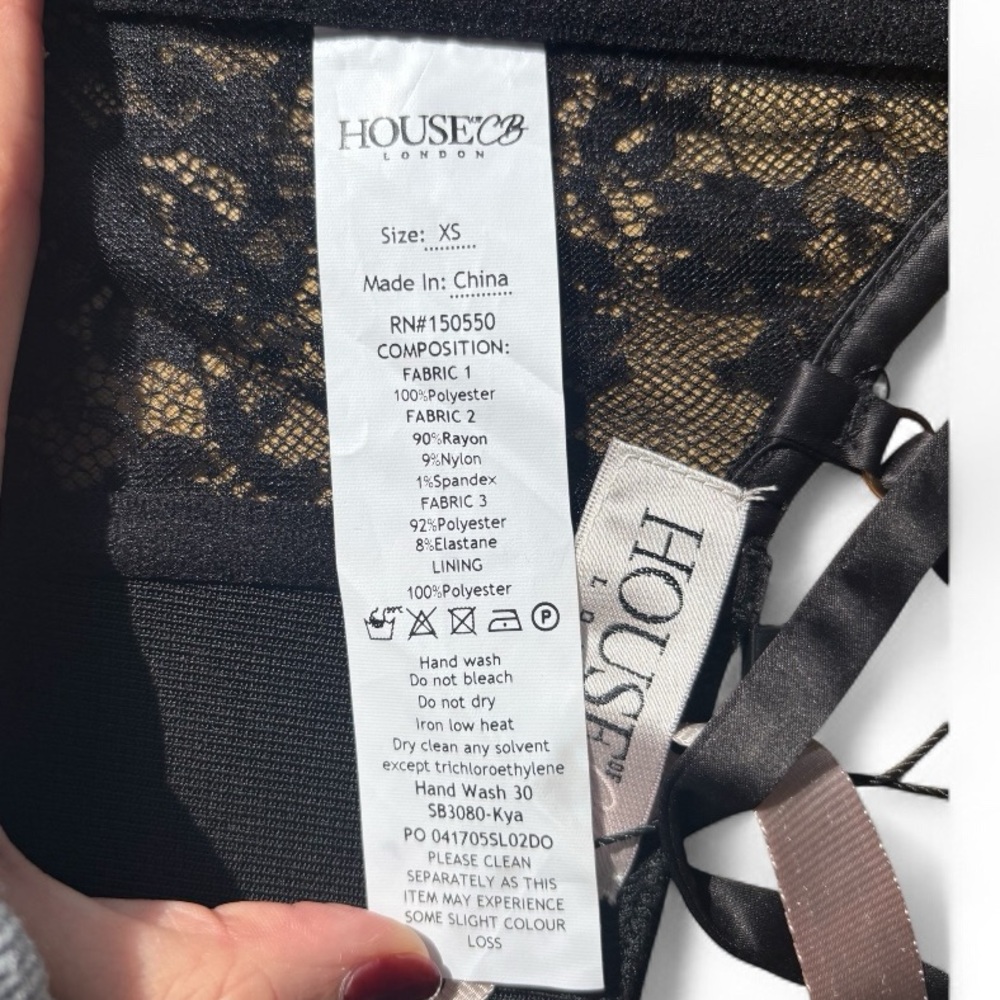 HOUSE OF CB
LONDON
Size: XS
Made In: China
RN#150550
COMPOSITION:
FABRIC 1
100%Polyester
FABRIC 2
90%Rayon
9%Nylon
1%Spandex
FABRIC 3
92%Polyester
8%Elastane
LINING
100%Polyester
P
Hand wash
Do not bleach
Do not dry
Iron low heat
Dry clean any solvent
except trichloroethylene
Hand Wash 30
SB3080-Kya
PO 041705SL02DO
PLEASE CLEAN
SEPARATELY AS THIS
ITEM MAY EXPERIENCE
SOME SLIGHT COLOUR
LOSS
HOUSE OF